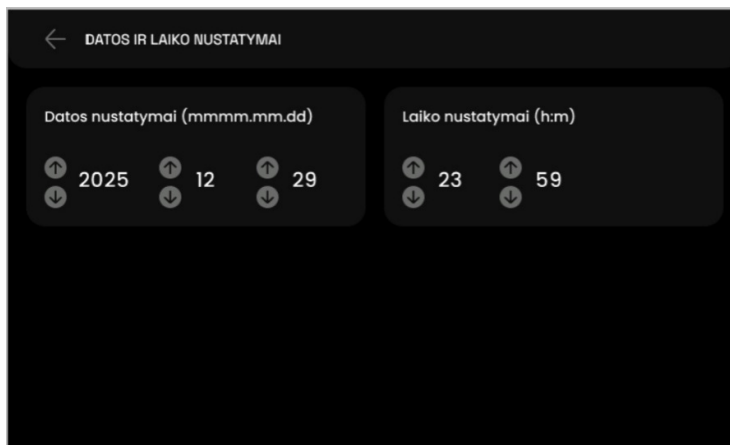 DATOS IR LAIKO NUSTATYMAI
Datos nustatymai (mmmm.mm.dd)
2025 12 29
Laiko nustatymai (h:m)
23 59